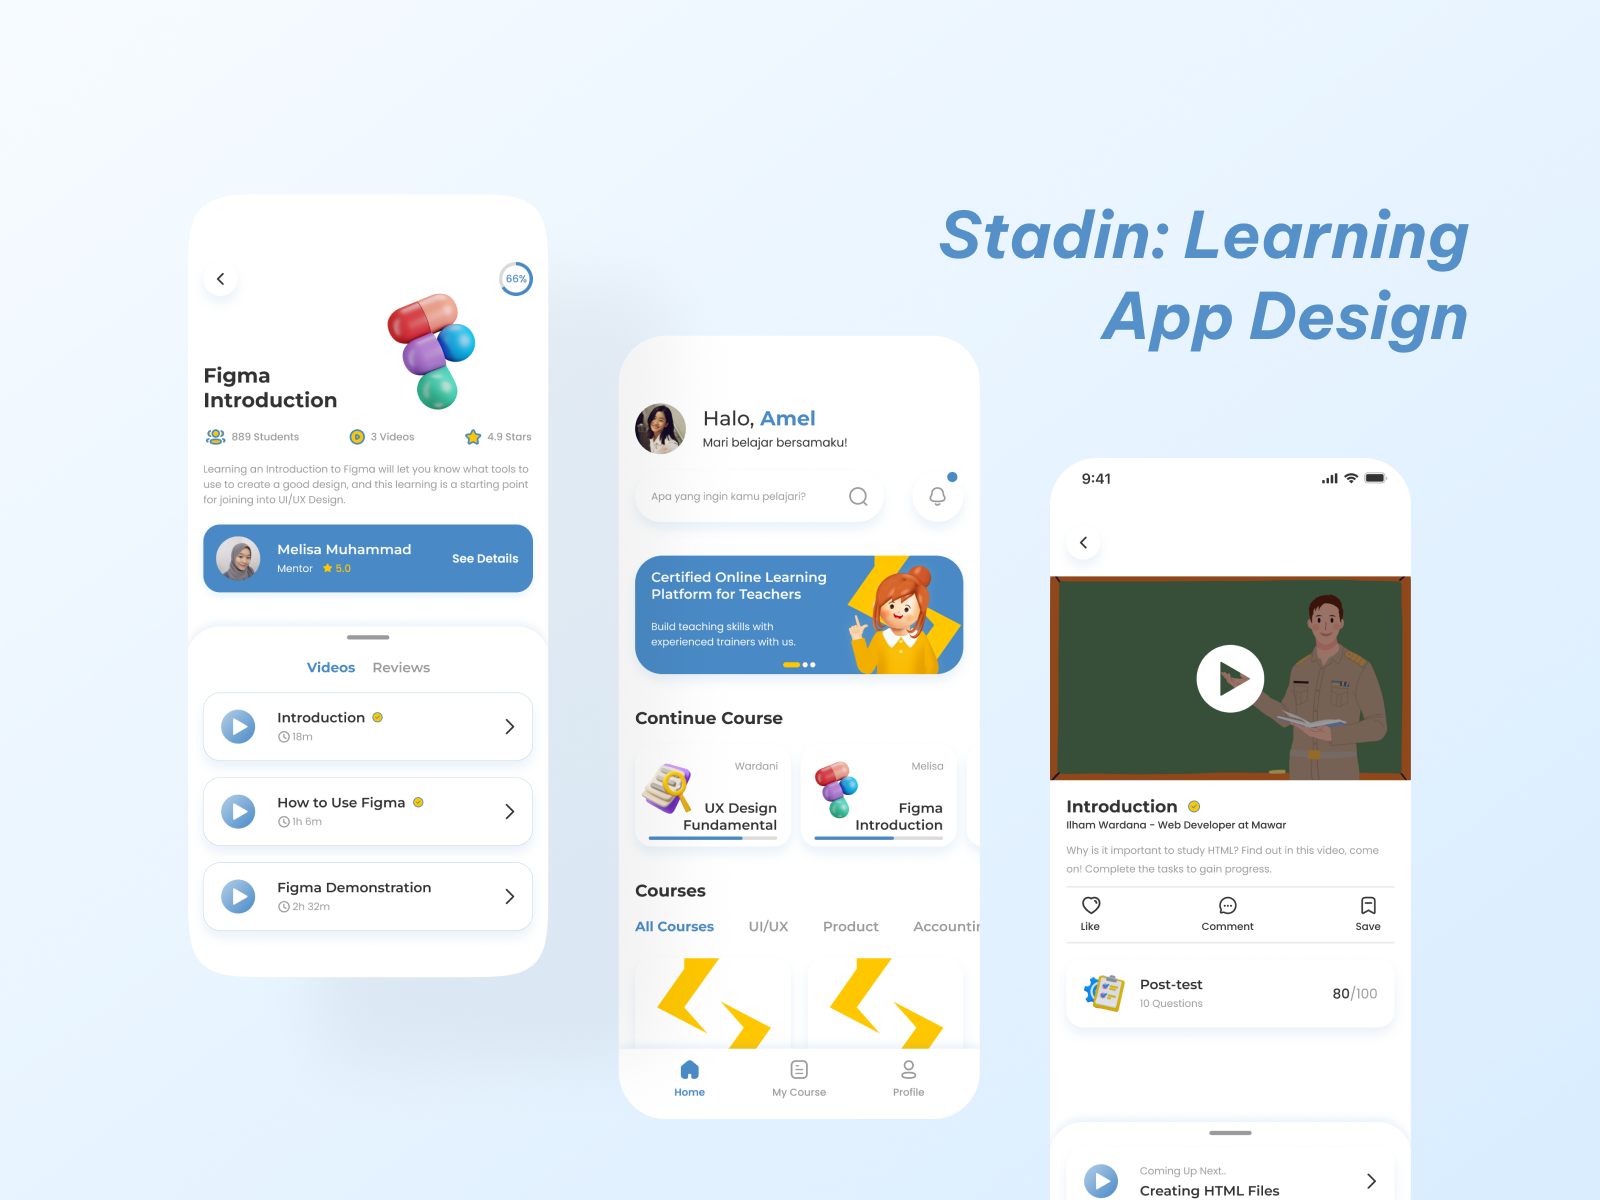 Stadin: Learning
App Design
66%
Figma
Introduction
889 Students
3 Videos
4.9 Stars
Learning an Introduction to Figma will let you know what tools to
use to create a good design, and this learning is a starting point
for joining into UI/UX Design.
Melisa Muhammad
Mentor 5.0
See Details
Videos Reviews
Introduction
18m
How to Use Figma
1h 6m
Figma Demonstration
2h 32m
Halo, Amel
Mari belajar bersamaku!
Apa yang ingin kamu pelajari?
Certified Online Learning
Platform for Teachers
Build teaching skills with
experienced trainers with us.
Continue Course
Wardani
UX Design
Fundamental
Melisa
Figma
Introduction
Courses
All Courses UI/UX Product Accountin
Home My Course Profile
9:41
Introduction
Ilham Wardana - Web Developer at Mawar
Why is it important to study HTML? Find out in this video, come
on! Complete the tasks to gain progress.
Like Comment Save
Post-test
10 Questions
80/100
Coming Up Next..
Creating HTML Files